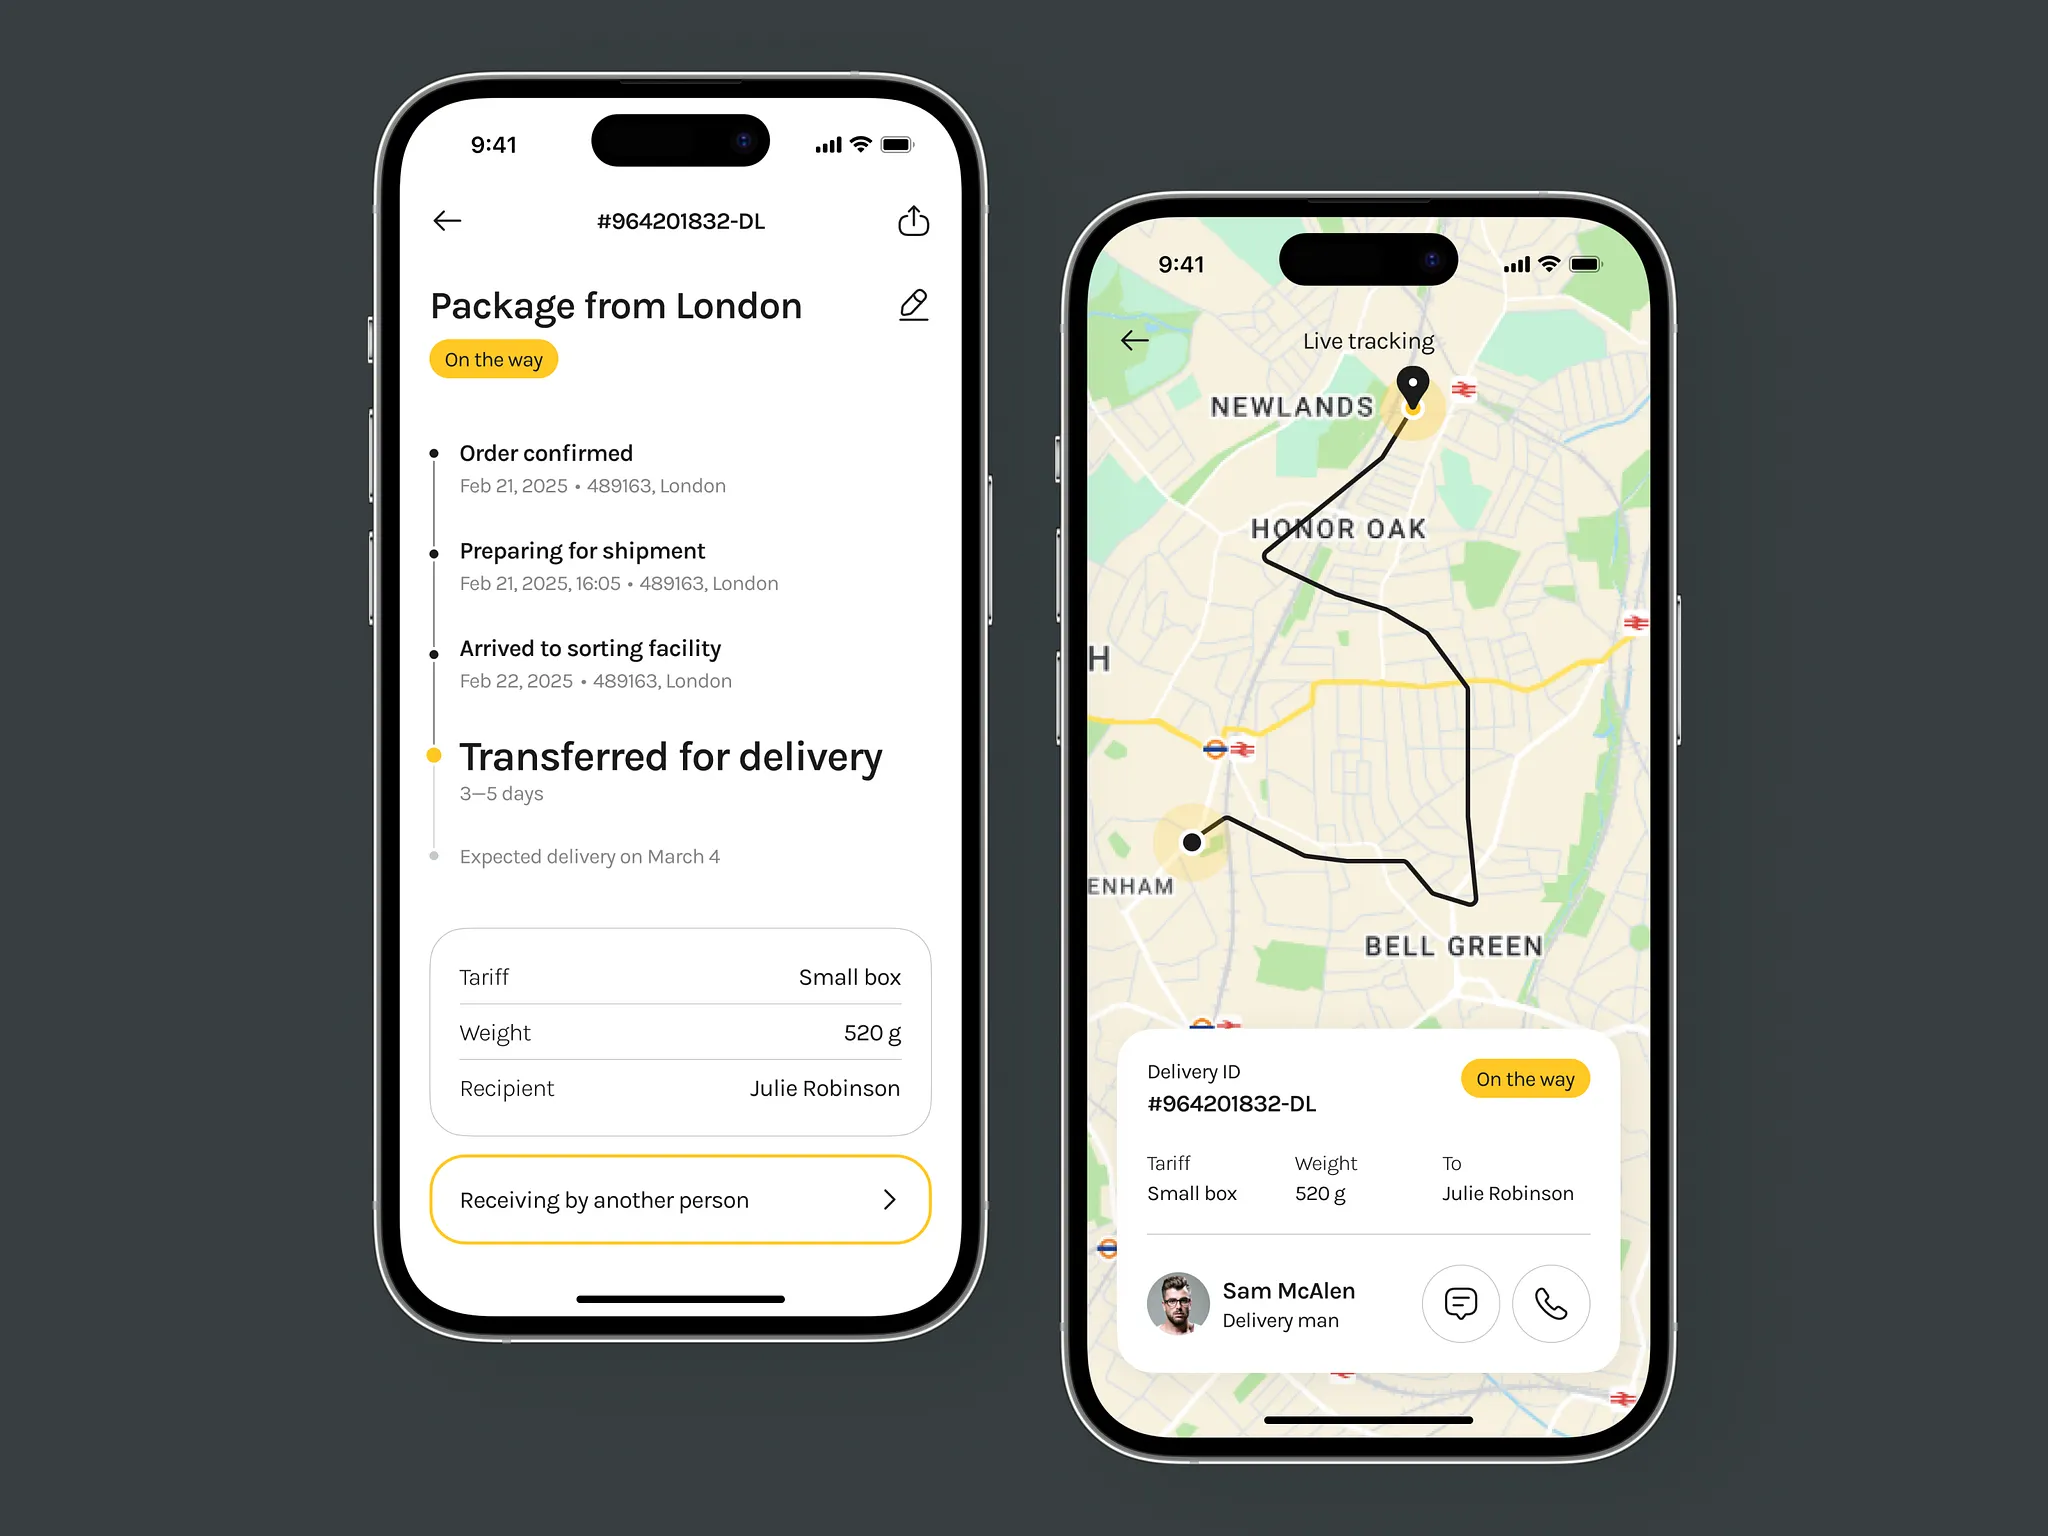 9:41
#964201832-DL
Package from London
On the way
Order confirmed
Feb 21, 2025 • 489163, London
Preparing for shipment
Feb 21, 2025, 16:05 • 489163, London
Arrived to sorting facility
Feb 22, 2025 • 489163, London
Transferred for delivery
3—5 days
Expected delivery on March 4
Tariff Small box
Weight 520 g
Recipient Julie Robinson
Receiving by another person
9:41
Live tracking
NEWLANDS
HONOR OAK
H
ENHAM
BELL GREEN
Delivery ID
On the way
#964201832-DL
Tariff Weight To
Small box 520 g Julie Robinson
Sam McAlen
Delivery man